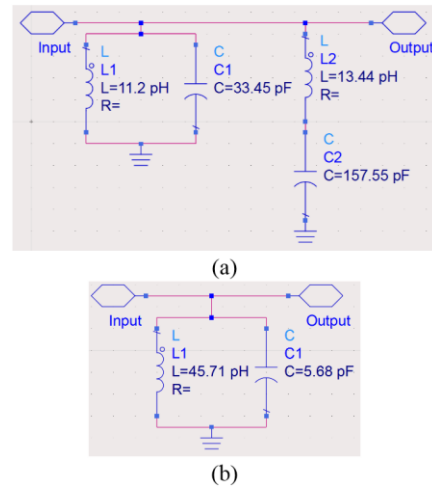 Input
L
L1
L=11.2 pH
R=
C
C1
C=33.45 pF
L
L2
L=13.44 pH
R=
C
C2
C=157.55 pF
Output
(a)
Input
L
L1
L=45.71 pH
R=
C
C1
C=5.68 pF
Output
(b)